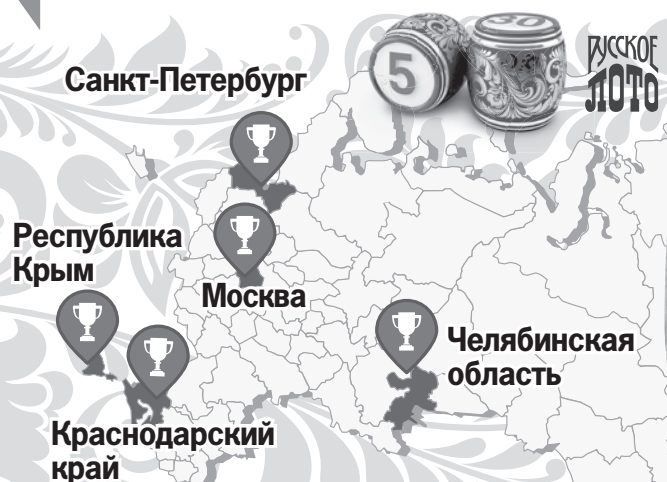 5
30
РУССКОЕ
ЛОТО
Санкт-Петербург
Республика
Крым
Москва
Челябинская
область
Краснодарский
край